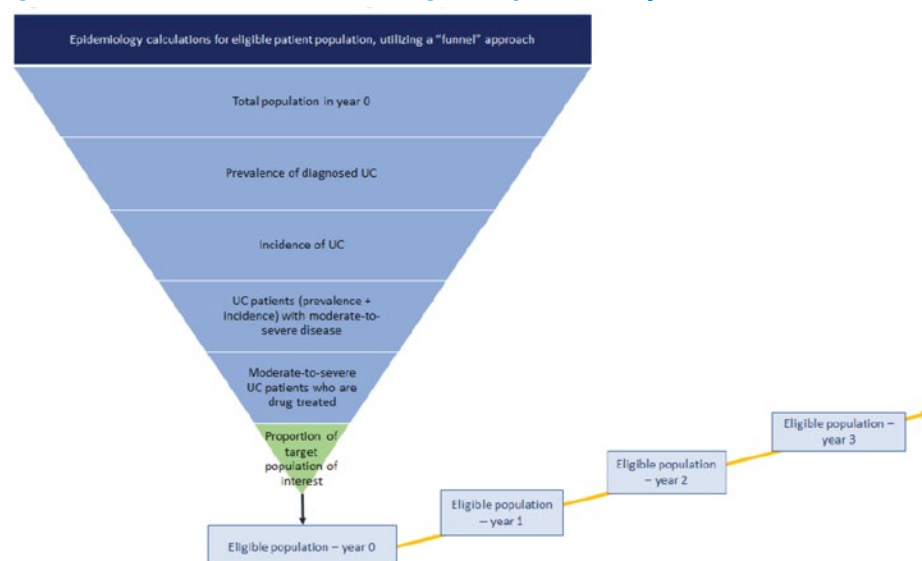 Epidemiology calculations for eligible patient population, utilizing a "funnel" approach
Total population in year 0
Prevalence of diagnosed UC
Incidence of UC
UC patients (prevalence +
incidence) with moderate-to-
severe disease
Moderate-to-severe
UC patients who are
drug treated
Proportion of
target
population of
interest
Eligible population – year 0
Eligible population
– year 1
Eligible population
– year 2
Eligible population –
year 3